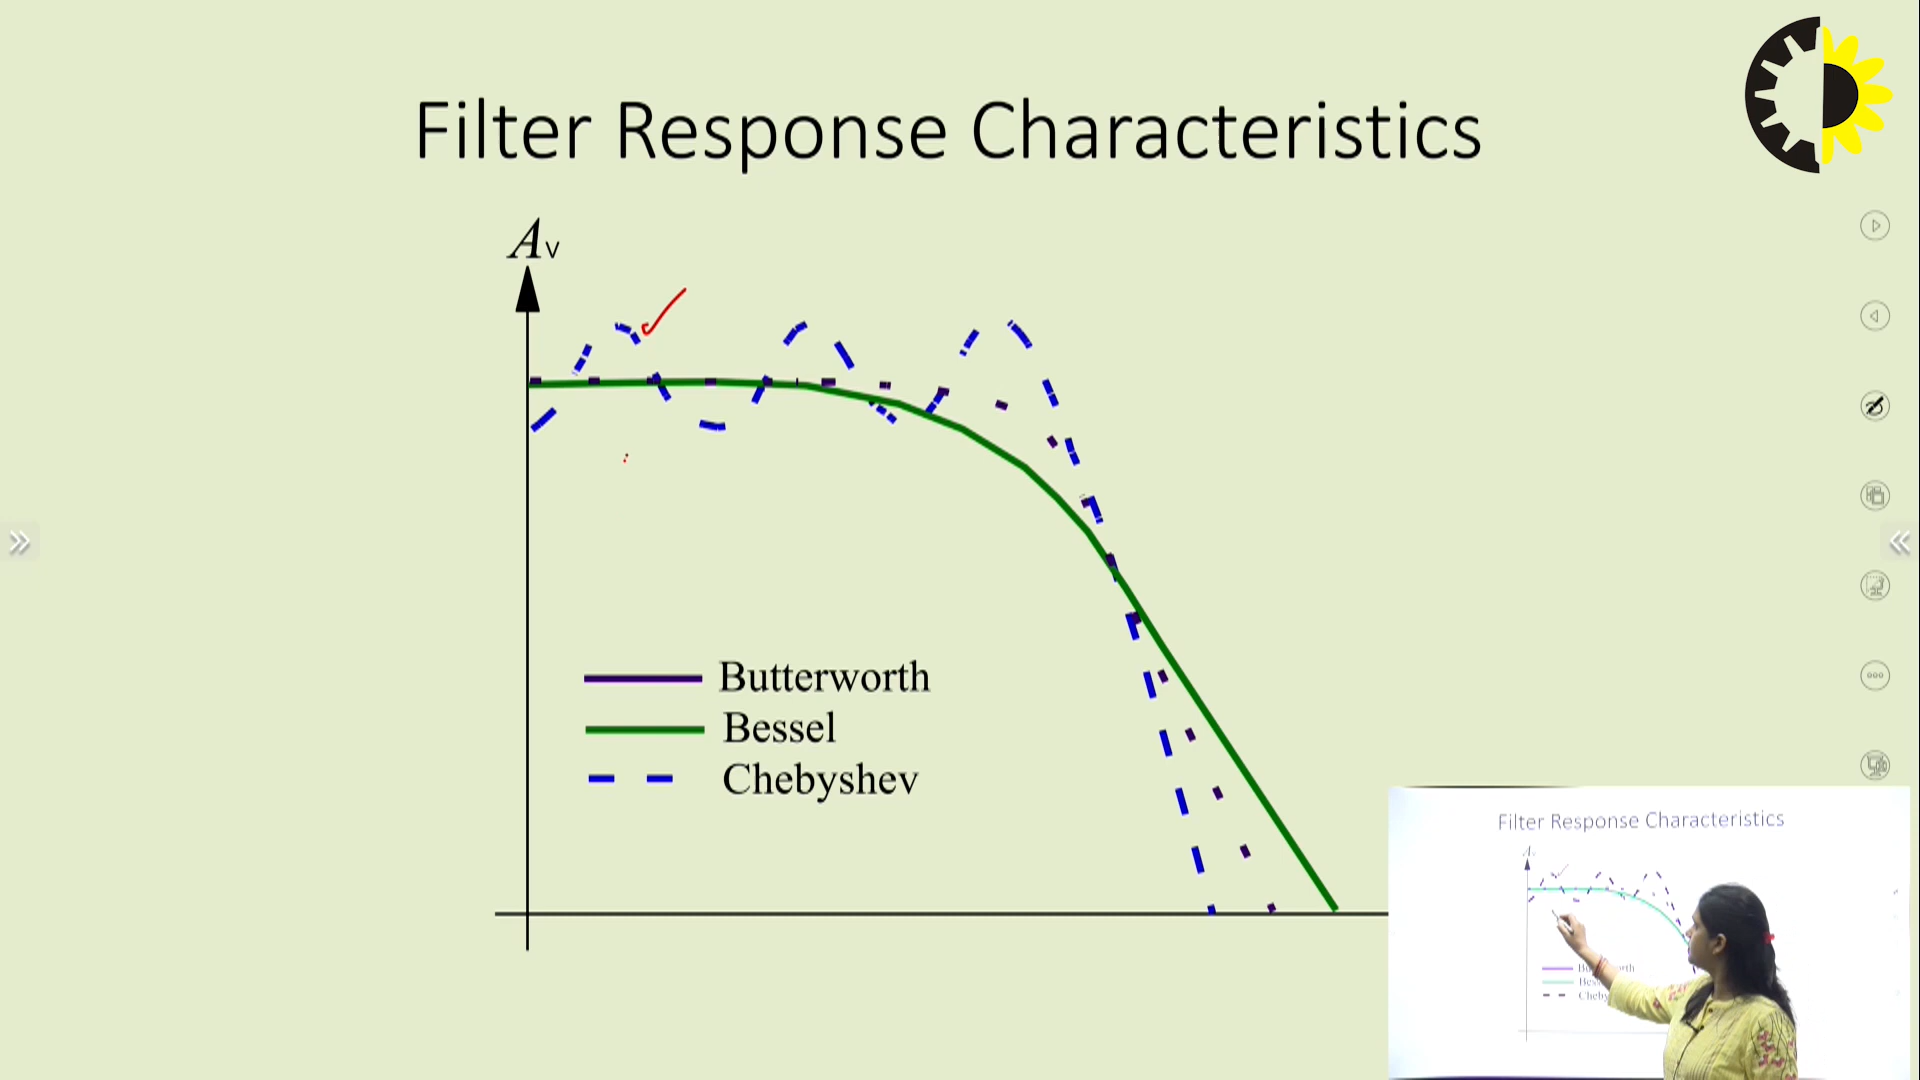 Filter Response Characteristics
Av
Butterworth
Bessel
Chebyshev
Filter Response Characteristics